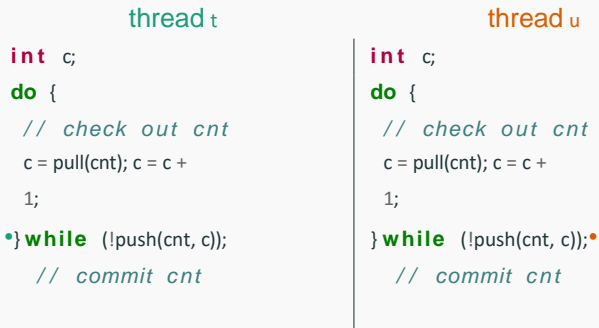 thread t
int c;
do {
// check out cnt
c = pull(cnt); c = c +
1;
} while (!push(cnt, c));
// commit cnt
thread u
int c;
do {
// check out cnt
c = pull(cnt); c = c +
1;
} while (!push(cnt, c));
// commit cnt